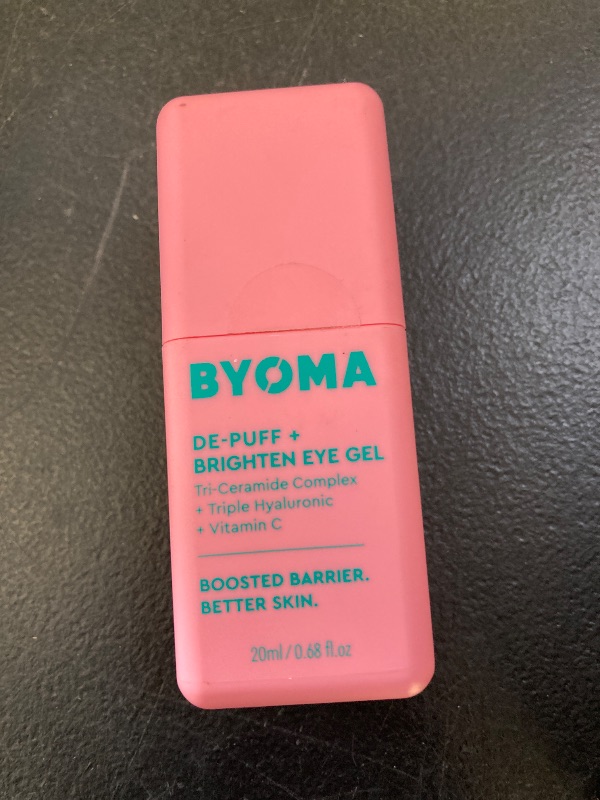 BYOMA
DE-PUFF +
BRIGHTEN EYE GEL
Tri-Ceramide Complex
+ Triple Hyaluronic
+ Vitamin C
BOOSTED BARRIER.
BETTER SKIN.
20ml / 0.68 fl.oz